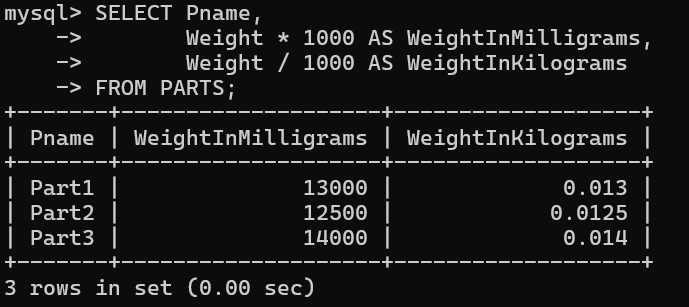 mysql> SELECT Pname,
    ->        Weight * 1000 AS WeightInMilligrams,
    ->        Weight / 1000 AS WeightInKilograms
    -> FROM PARTS;
+-------+--------------------+-------------------+
| Pname | WeightInMilligrams | WeightInKilograms |
+-------+--------------------+-------------------+
| Part1 |              13000 |             0.013 |
| Part2 |              12500 |            0.0125 |
| Part3 |              14000 |             0.014 |
+-------+--------------------+-------------------+
3 rows in set (0.00 sec)